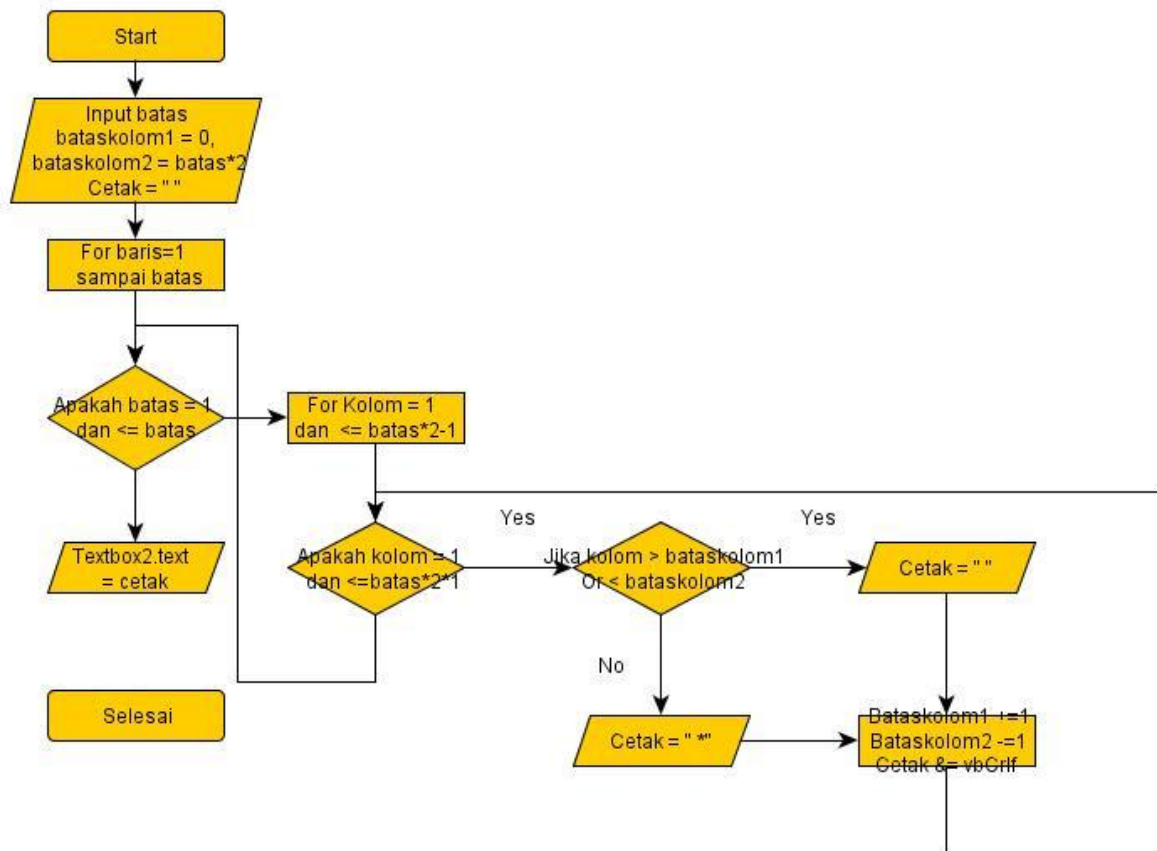 Start
Input batas
bataskolom1 = 0,
bataskolom2 = batas*2
Cetak = " "
For baris=1
sampai batas
Apakah batas = 1
dan <= batas
For Kolom = 1
dan <= batas*2-1
Textbox2.text
= cetak
Apakah kolom = 1
dan <=batas*2*1
Yes
Jika kolom > bataskolom1
Or < bataskolom2
Yes
Cetak = " "
No
Selesai
Cetak = " *"
Bataskolom1 +=1
Bataskolom2 -=1
Cetak &= vbCrlf